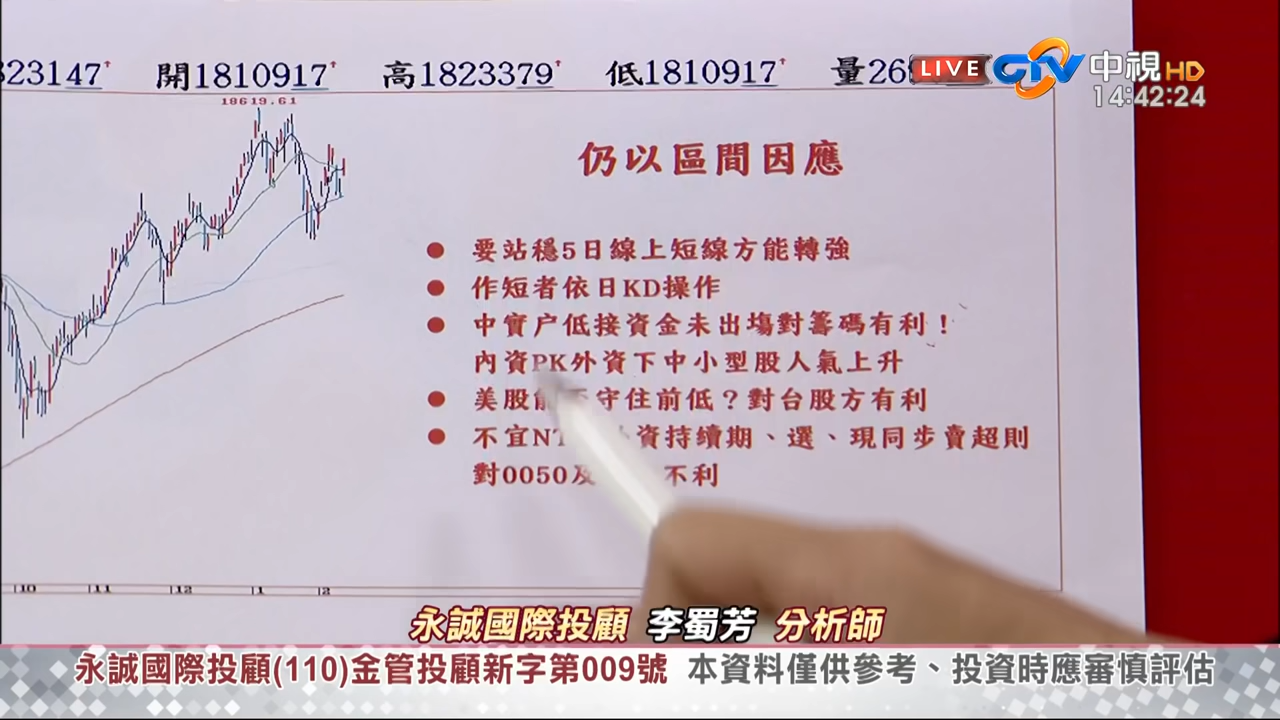 823147↑ 開1810917↑ 高1823379↑ 低1810917↑ 量26
LIVE CTV 中視HD
14:42:24
18619.61
仍以區間因應
● 要站穩5日線上短線方能轉強
● 作短者依日KD操作
● 中實户低接資金未出塲對籌碼有利！
內資PK外資下中小型股人氣上升
● 美股能否守住前低？對台股方有利
● 不宜NT 資持續期、選、現同步賣超則
對0050及 不利
10 11 12 1 2
永誠國際投顧 李蜀芳 分析師
永誠國際投顧(110)金管投顧新字第009號 本資料僅供參考、投資時應審慎評估